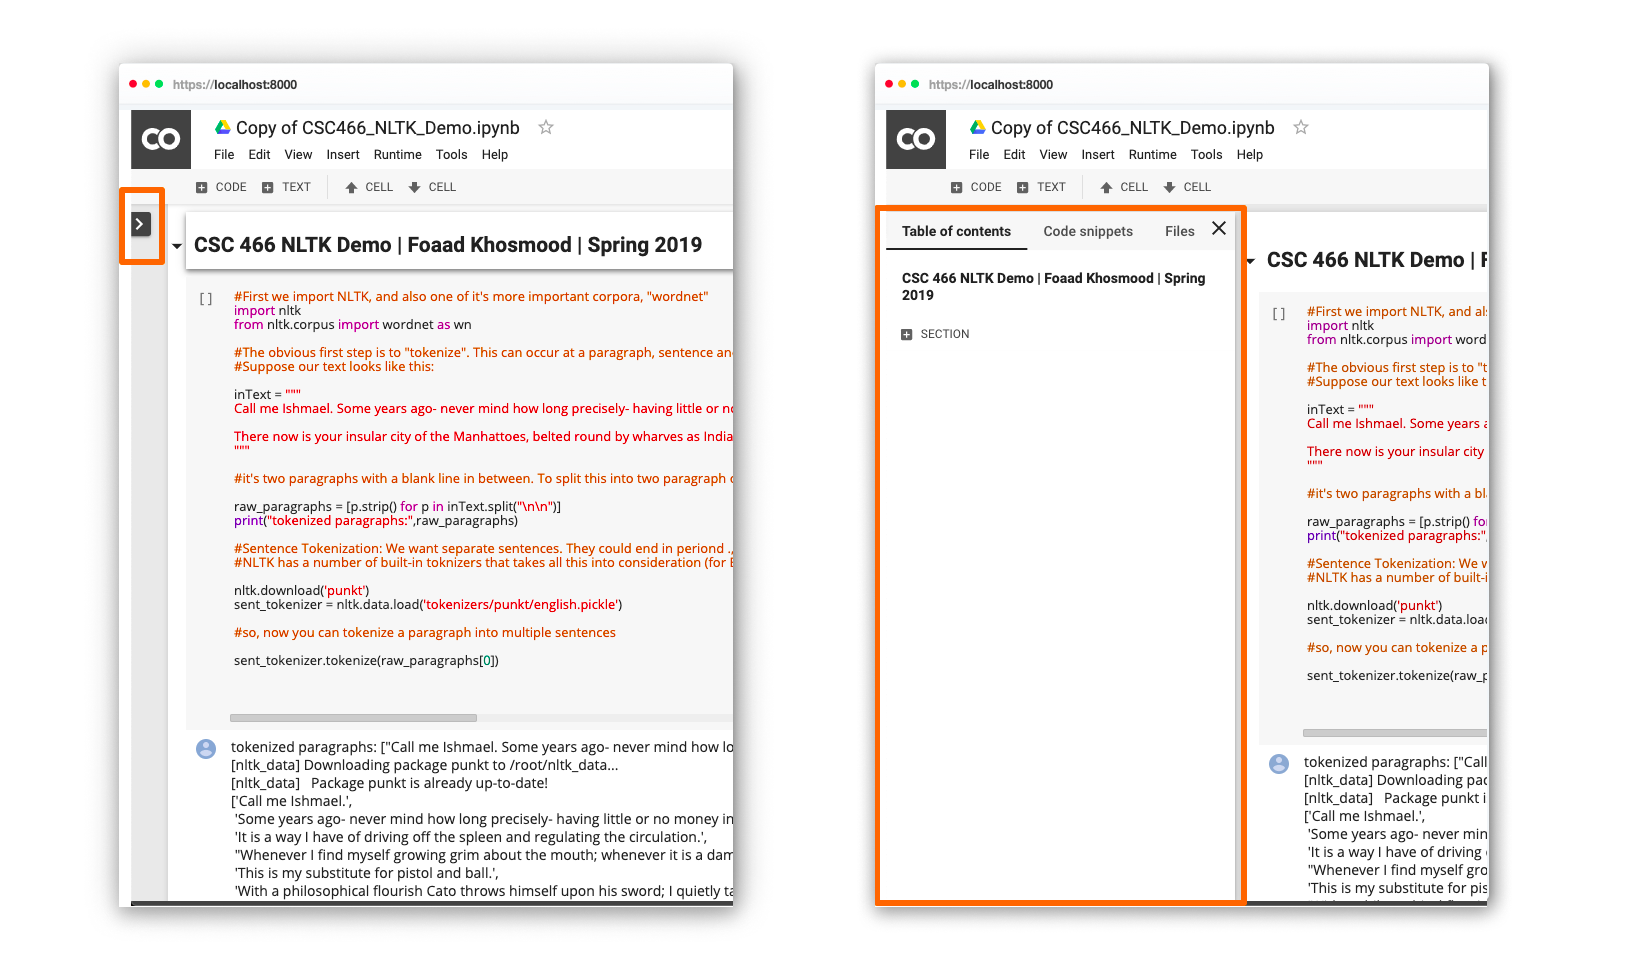 https://localhost:8000
CO
Copy of CSC466_NLTK_Demo.ipynb
File Edit View Insert Runtime Tools Help
CODE TEXT CELL CELL
CSC 466 NLTK Demo | Foaad Khosmood | Spring 2019
[ ]
#First we import NLTK, and also one of it's more important corpora, "wordnet"
import nltk
from nltk.corpus import wordnet as wn
#The obvious first step is to "tokenize". This can occur at a paragraph, sentence an
#Suppose our text looks like this:
inText = """
Call me Ishmael. Some years ago- never mind how long precisely- having little or no
There now is your insular city of the Manhattoes, belted round by wharves as India
"""
#it's two paragraphs with a blank line in between. To split this into two paragraph
raw_paragraphs = [p.strip() for p in inText.split("\n\n")]
print("tokenized paragraphs:",raw_paragraphs)
#Sentence Tokenization: We want separate sentences. They could end in periond .,
#NLTK has a number of built-in toknizers that takes all this into consideration (for
nltk.download('punkt')
sent_tokenizer = nltk.data.load('tokenizers/punkt/english.pickle')
#so, now you can tokenize a paragraph into multiple sentences
sent_tokenizer.tokenize(raw_paragraphs[0])
tokenized paragraphs: ["Call me Ishmael. Some years ago- never mind how lo
[nltk_data] Downloading package punkt to /root/nltk_data...
[nltk_data]   Package punkt is already up-to-date!
['Call me Ishmael.',
'Some years ago- never mind how long precisely- having little or no money in
'It is a way I have of driving off the spleen and regulating the circulation.',
"Whenever I find myself growing grim about the mouth; whenever it is a dam
'This is my substitute for pistol and ball.',
'With a philosophical flourish Cato throws himself upon his sword; I quietly ta
https://localhost:8000
CO
Copy of CSC466_NLTK_Demo.ipynb
File Edit View Insert Runtime Tools Help
CODE TEXT CELL CELL
Table of contents Code snippets Files
CSC 466 NLTK Demo | Foaad Khosmood | Spring
2019
SECTION
CSC 466 NLTK Demo | F
[ ]
#First we import NLTK, and al
import nltk
from nltk.corpus import word
#The obvious first step is to "t
#Suppose our text looks like t
inText = """
Call me Ishmael. Some years a
There now is your insular city
"""
#it's two paragraphs with a bl
raw_paragraphs = [p.strip() fo
print("tokenized paragraphs:"
#Sentence Tokenization: We w
#NLTK has a number of built-i
nltk.download('punkt')
sent_tokenizer = nltk.data.loa
#so, now you can tokenize a p
sent_tokenizer.tokenize(raw_p
tokenized paragraphs: ["Call
[nltk_data] Downloading pac
[nltk_data]   Package punkt i
['Call me Ishmael.',
'Some years ago- never min
'It is a way I have of driving
"Whenever I find myself gro
'This is my substitute for pis